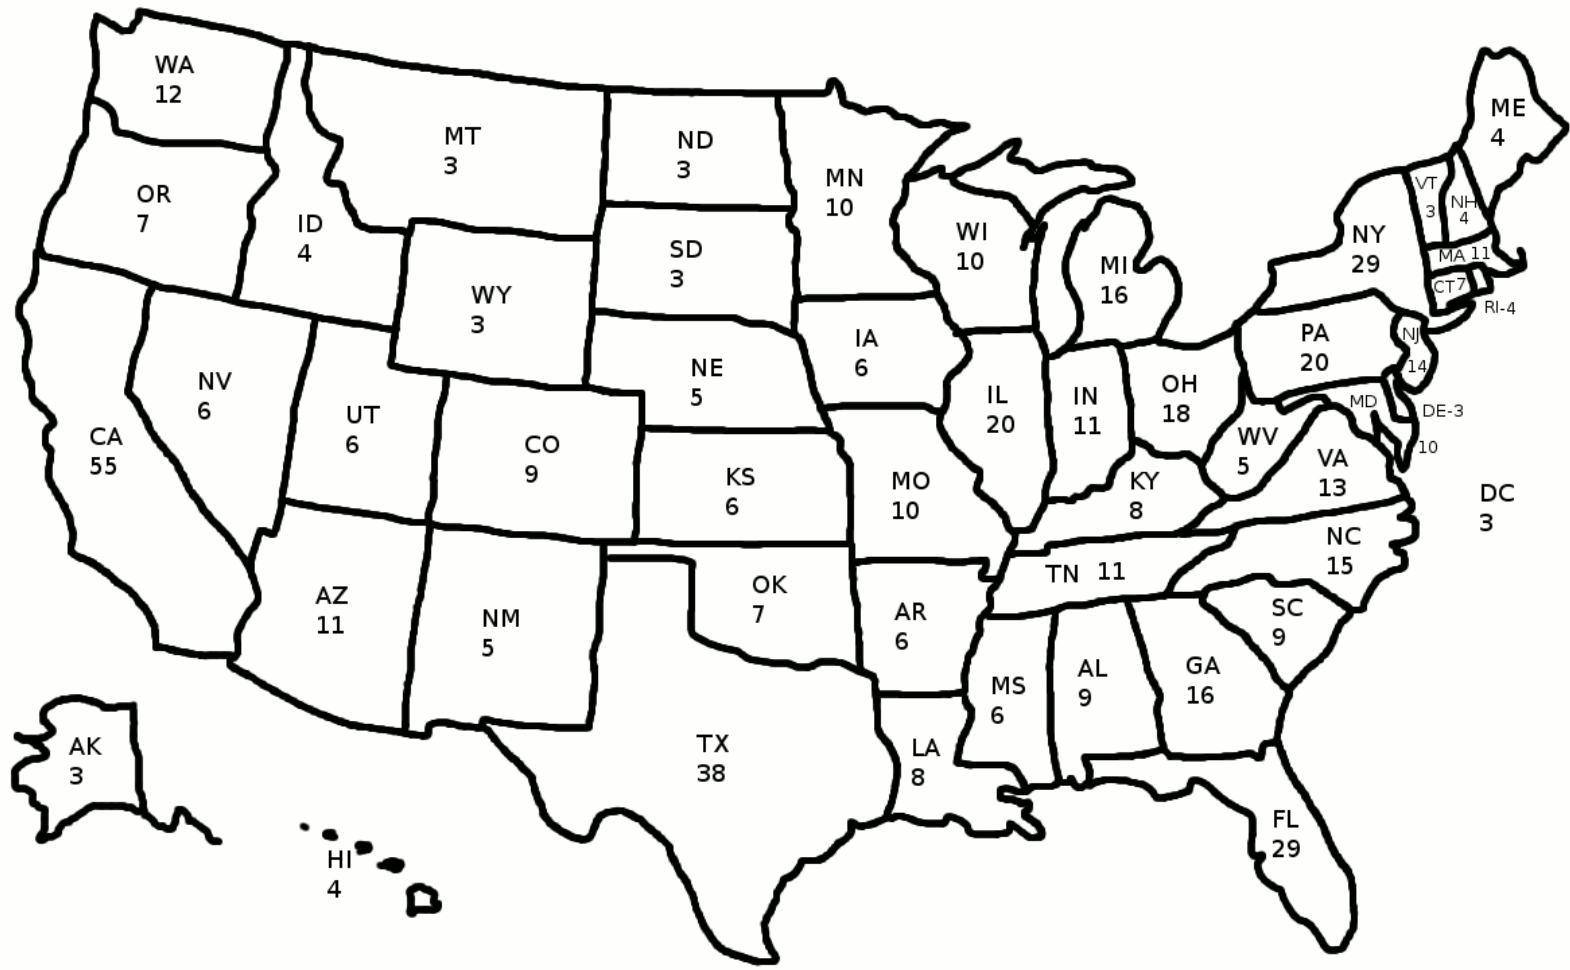 WA
12
MT
3
ND
3
ME
4
OR
7
ID
4
MN
10
VT
3
NH
4
SD
3
WI
10
NY
29
MA 11
MI
16
CT7
RI-4
WY
3
IA
6
PA
20
NJ
14
NV
6
NE
5
OH
18
IL
20
IN
11
MD
DE-3
10
CA
55
UT
6
CO
9
KS
6
MO
10
KY
8
WV
5
VA
13
DC
3
NC
15
TN 11
AZ
11
NM
5
OK
7
AR
6
SC
9
MS
6
AL
9
GA
16
AK
3
TX
38
LA
8
FL
29
HI
4